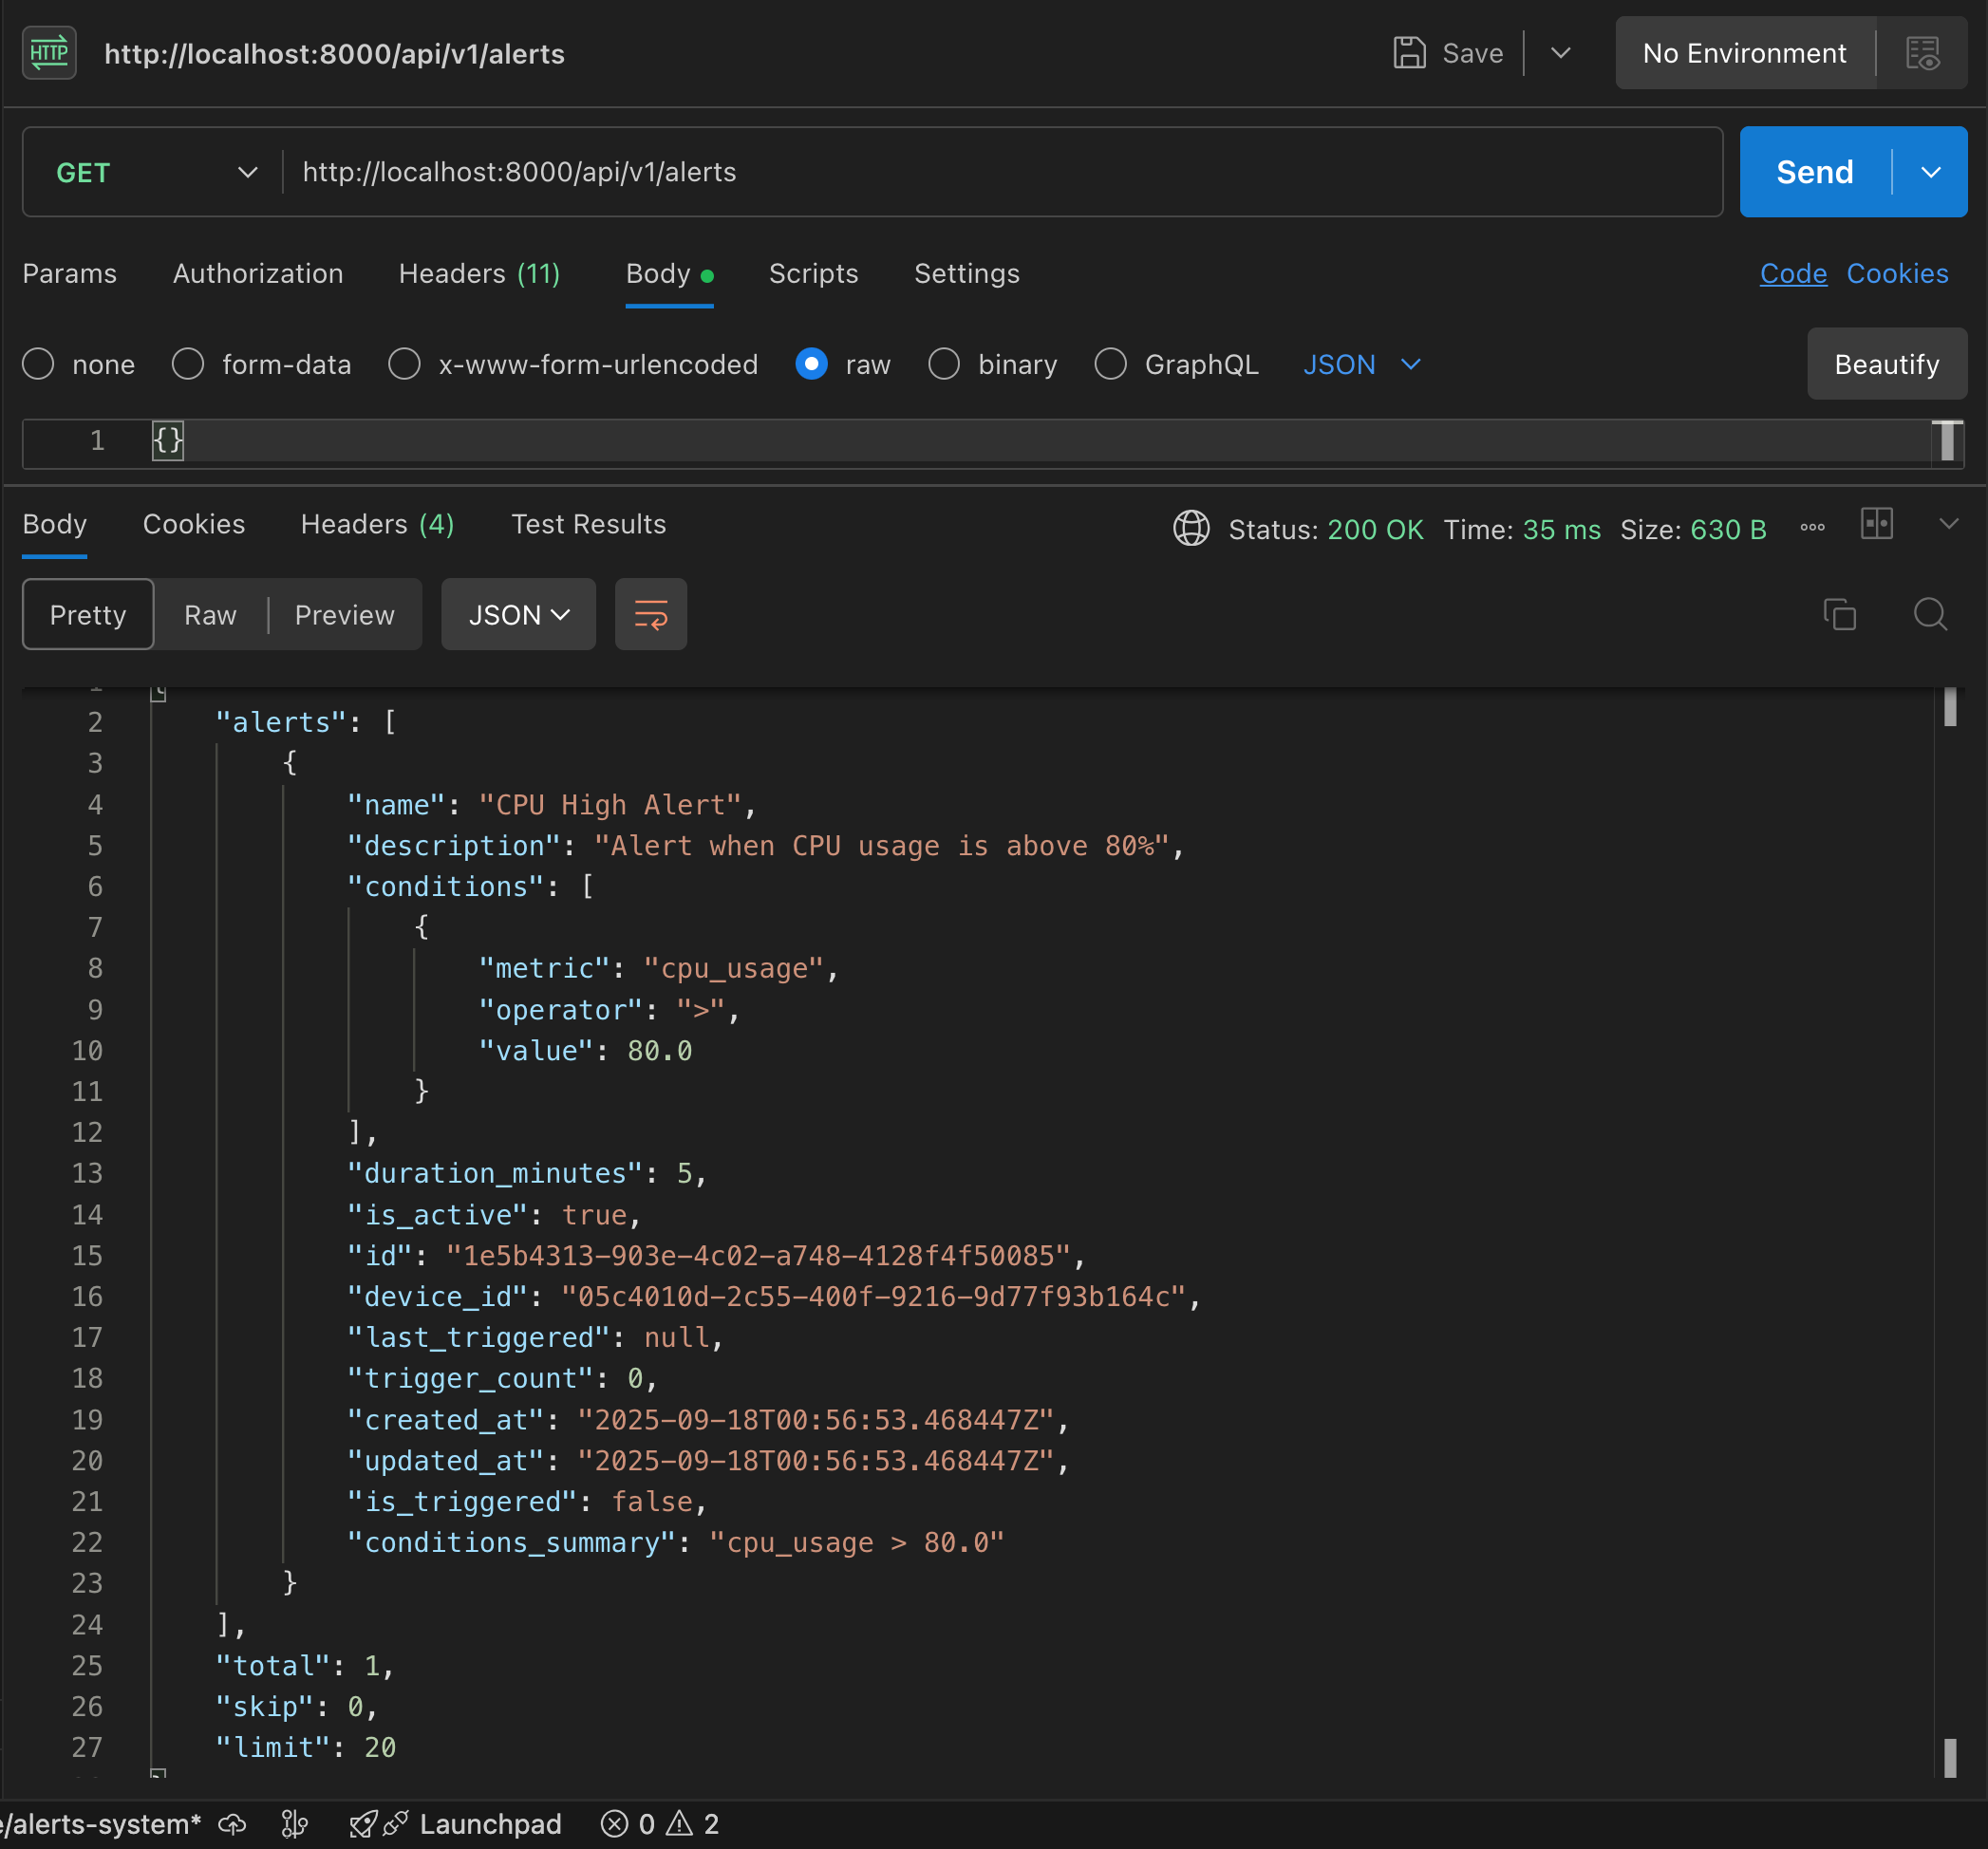 HTTP http://localhost:8000/api/v1/alerts Save No Environment
GET http://localhost:8000/api/v1/alerts Send
Params Authorization Headers (11) Body Scripts Settings Code Cookies
none form-data x-www-form-urlencoded raw binary GraphQL JSON Beautify
1 {}
Body Cookies Headers (4) Test Results Status: 200 OK Time: 35 ms Size: 630 B
Pretty Raw Preview JSON
2 "alerts": [
3 {
4 "name": "CPU High Alert",
5 "description": "Alert when CPU usage is above 80%",
6 "conditions": [
7 {
8 "metric": "cpu_usage",
9 "operator": ">",
10 "value": 80.0
11 }
12 ],
13 "duration_minutes": 5,
14 "is_active": true,
15 "id": "1e5b4313-903e-4c02-a748-4128f4f50085",
16 "device_id": "05c4010d-2c55-400f-9216-9d77f93b164c",
17 "last_triggered": null,
18 "trigger_count": 0,
19 "created_at": "2025-09-18T00:56:53.468447Z",
20 "updated_at": "2025-09-18T00:56:53.468447Z",
21 "is_triggered": false,
22 "conditions_summary": "cpu_usage > 80.0"
23 }
24 ],
25 "total": 1,
26 "skip": 0,
27 "limit": 20
/alerts-system* Launchpad 0 2